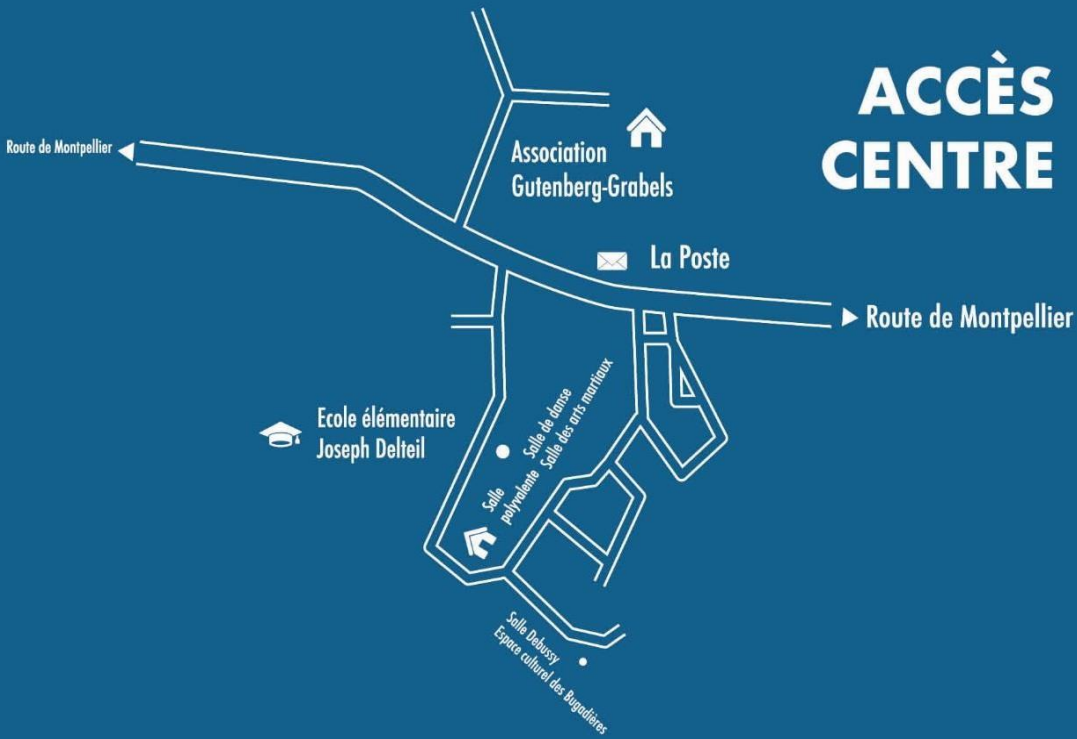 ACCÈS
CENTRE
Route de Montpellier
Association
Gutenberg-Grabels
La Poste
Route de Montpellier
Ecole élémentaire
Joseph Delteil
Salle de danse
Salle des arts martiaux
Salle
polyvalente
Salle Debussy
Espace culturel des Bugadières